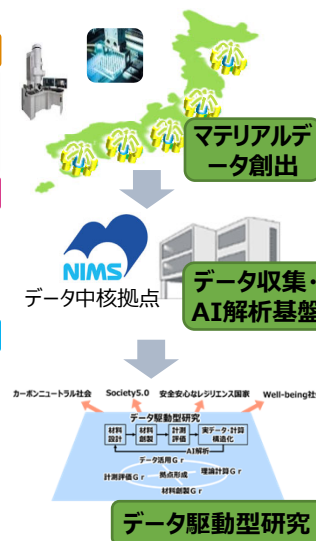 マテリアルデ
ータ創出
NIMS
データ中核拠点
データ収集・
AI解析基盤
カーボンニュートラル社会 Society5.0 安全安心なレジリエンス国家 Well-being社
データ駆動型研究
材料設計 材料創製 計測評価 実データ・計算構造化
AI解析
データ活用Gr
計測評価Gr 拠点形成 理論計算Gr
材料創製Gr
データ駆動型研究